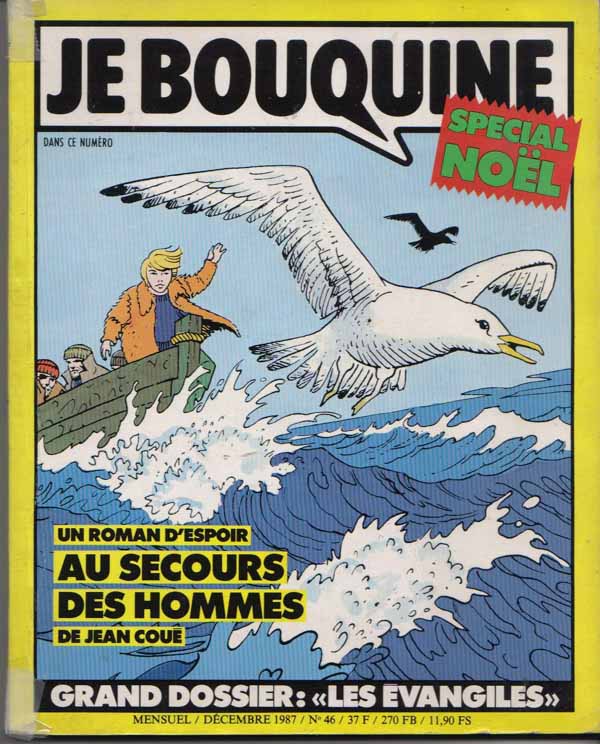 JE BOUQUINE
SPECIAL
NOËL
DANS CE NUMÉRO
UN ROMAN D'ESPOIR
AU SECOURS
DES HOMMES
DE JEAN COUÉ
GRAND DOSSIER: «LES ÉVANGILES»
MENSUEL / DÉCEMBRE 1987 / N° 46 / 37 F / 270 FB / 11,90 FS